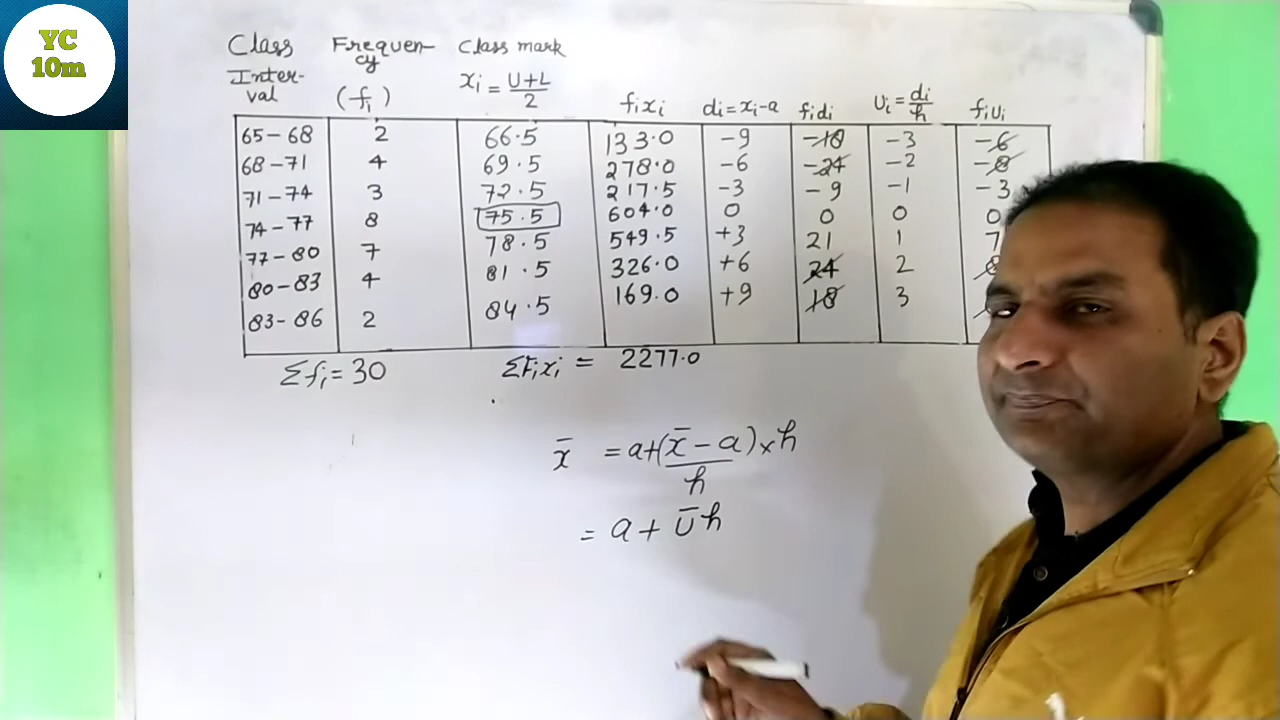 YC
10m
Class Frequen- Class mark
Inter- cy xᵢ = U+L/2
val (fᵢ) fᵢxᵢ dᵢ=xᵢ-a fᵢdᵢ Uᵢ=dᵢ/h fᵢUᵢ
65-68 2 66.5 133.0 -9 -18 -3 -6
68-71 4 69.5 278.0 -6 -24 -2 -8
71-74 3 72.5 217.5 -3 -9 -1 -3
74-77 8 75.5 604.0 0 0 0 0
77-80 7 78.5 549.5 +3 21 1 7
80-83 4 81.5 326.0 +6 24 2
83-86 2 84.5 169.0 +9 18 3
Σfᵢ=30 ΣFᵢxᵢ = 2277.0
x̄ = a+(x̄-a)/h × h
= a+ Ūh